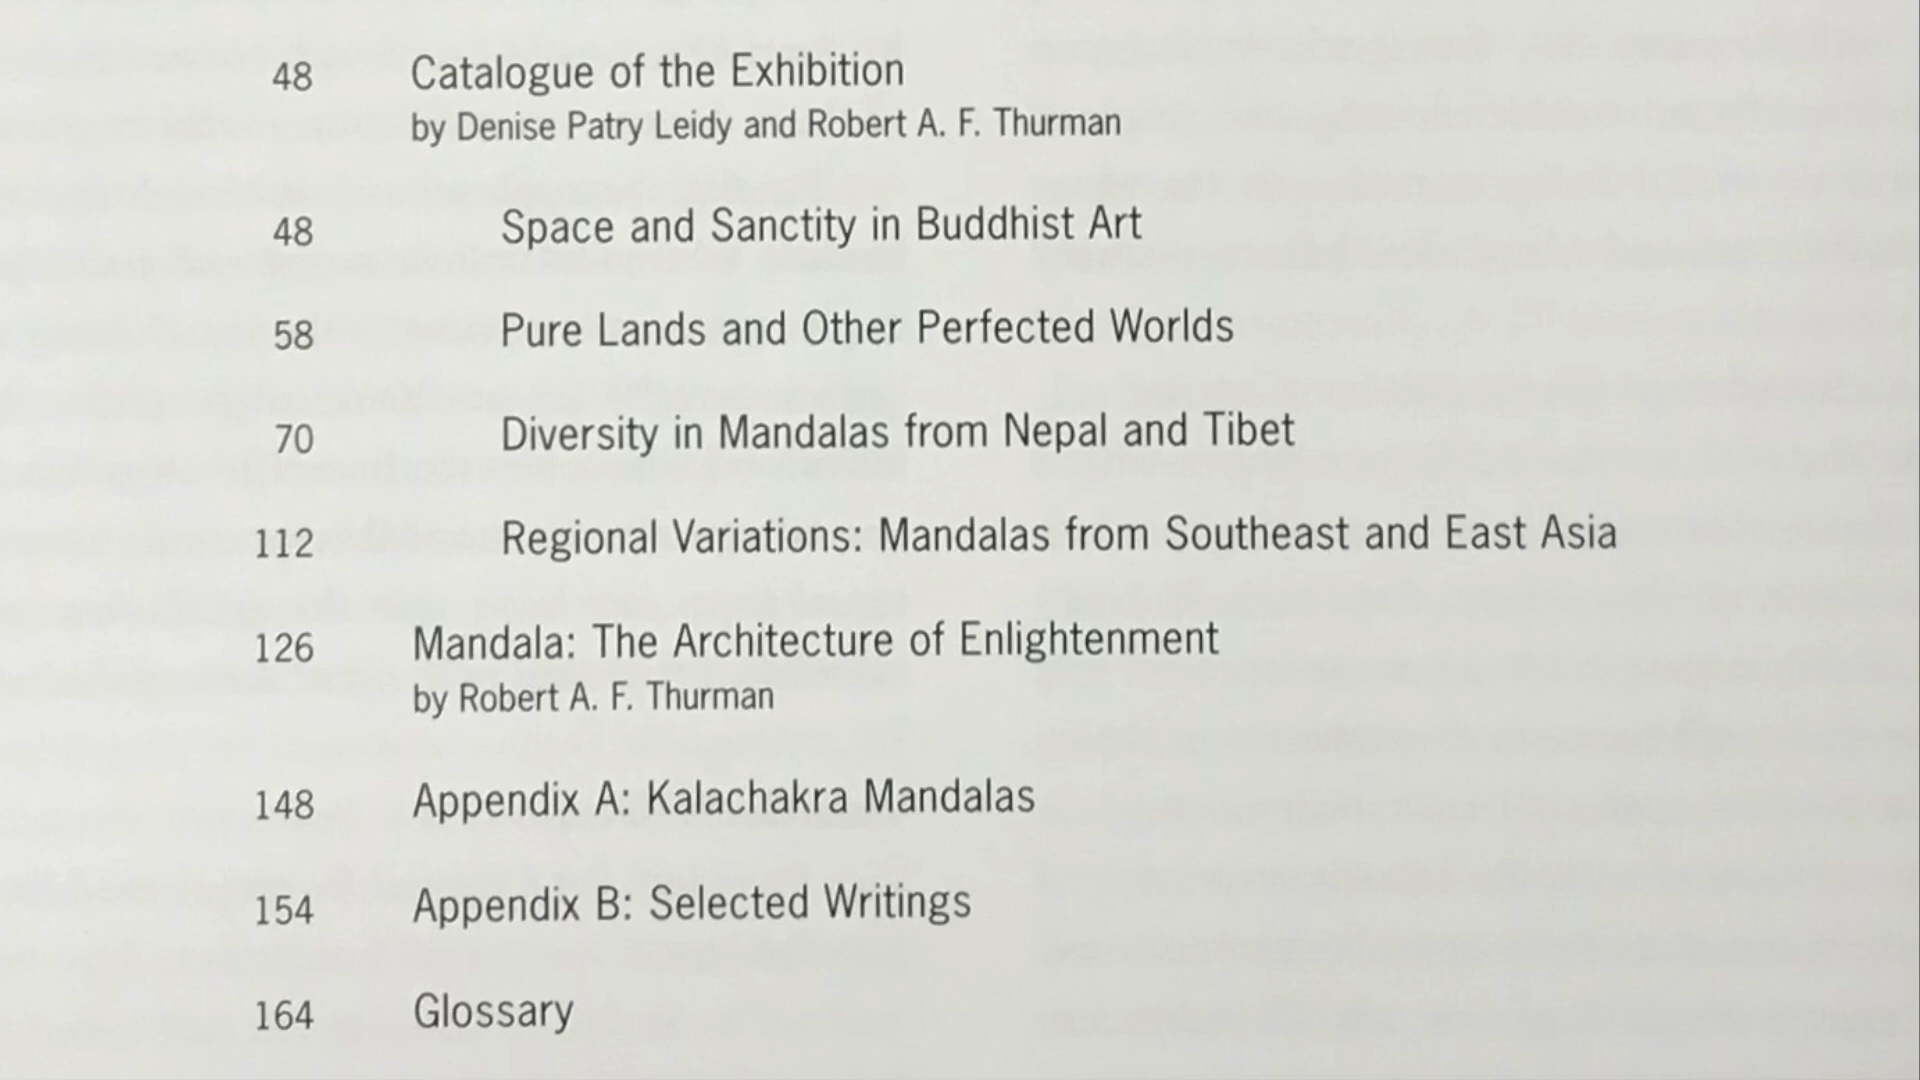 48 Catalogue of the Exhibition
by Denise Patry Leidy and Robert A. F. Thurman
48 Space and Sanctity in Buddhist Art
58 Pure Lands and Other Perfected Worlds
70 Diversity in Mandalas from Nepal and Tibet
112 Regional Variations: Mandalas from Southeast and East Asia
126 Mandala: The Architecture of Enlightenment
by Robert A. F. Thurman
148 Appendix A: Kalachakra Mandalas
154 Appendix B: Selected Writings
164 Glossary